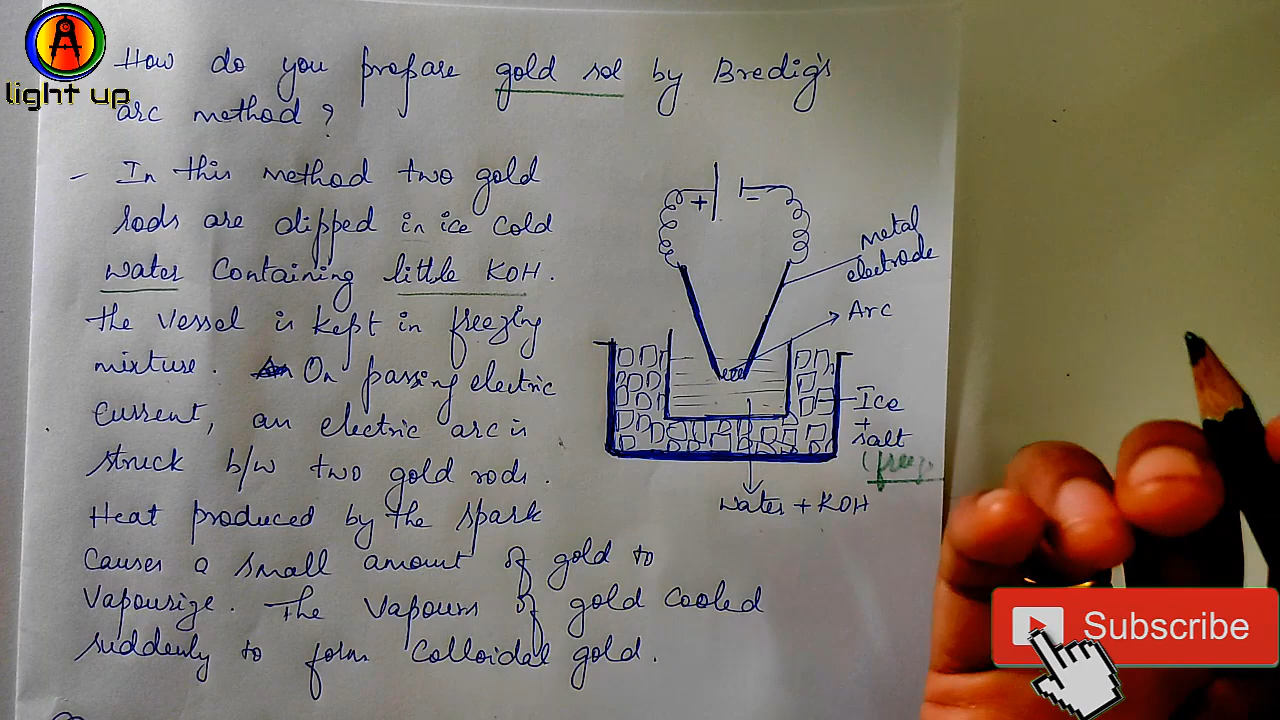 light up
How do you prepare gold sol by Bredig's
arc method ?
- In this method two gold
rods are dipped in ice cold
water containing little KOH.
The vessel is kept in freezing
mixture. On passing electric
current, an electric arc is
struck b/w two gold rods.
Heat produced by the spark
causes a small amount of gold to
vapourize. The vapours of gold cooled
suddenly to form colloidal gold.
+ -
metal
electrode
Arc
Ice
+
salt
Water + KOH
Subscribe